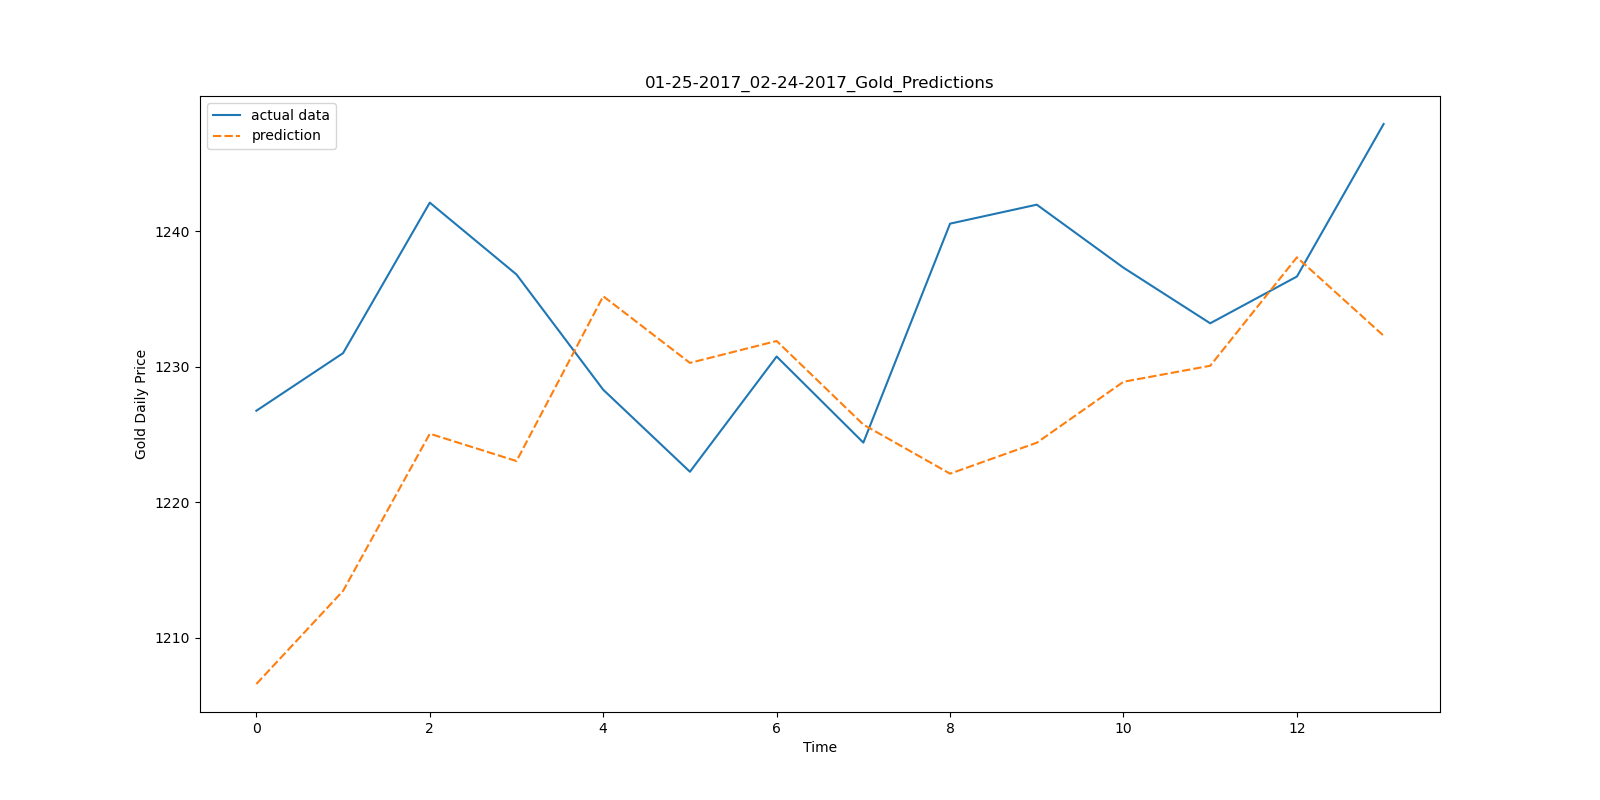 01-25-2017_02-24-2017_Gold_Predictions
actual data
prediction
Gold Daily Price
1240
1230
1220
1210
0 2 4 6 8 10 12
Time